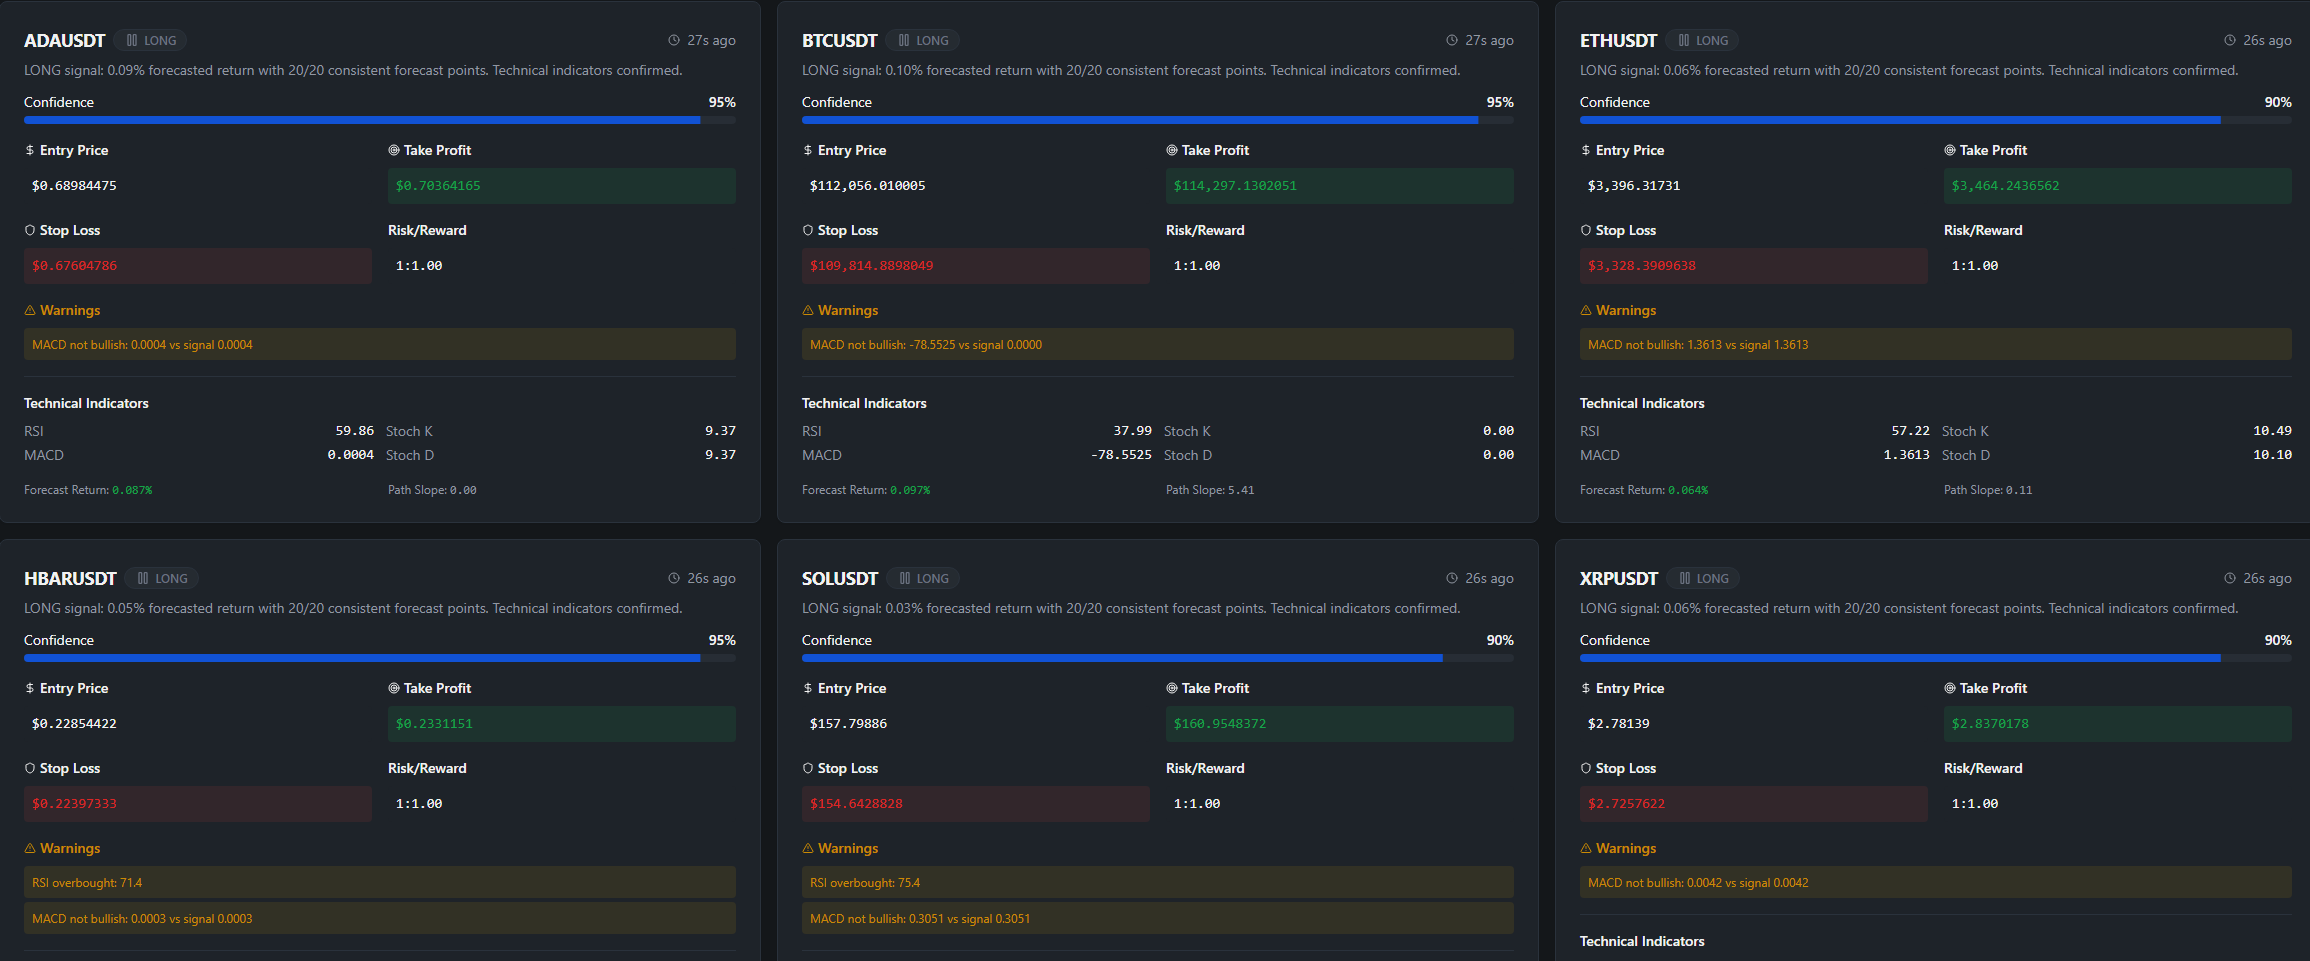 ADAUSDT LONG 27s ago
LONG signal: 0.09% forecasted return with 20/20 consistent forecast points. Technical indicators confirmed.
Confidence 95%
Entry Price Take Profit
$0.68984475 $0.70364165
Stop Loss Risk/Reward
$0.67604786 1:1.00
Warnings
MACD not bullish: 0.0004 vs signal 0.0004
Technical Indicators
RSI 59.86 Stoch K 9.37
MACD 0.0004 Stoch D 9.37
Forecast Return: 0.087% Path Slope: 0.00
BTCUSDT LONG 27s ago
LONG signal: 0.10% forecasted return with 20/20 consistent forecast points. Technical indicators confirmed.
Confidence 95%
Entry Price Take Profit
$112,056.010005 $114,297.1302051
Stop Loss Risk/Reward
$109,814.8898049 1:1.00
Warnings
MACD not bullish: -78.5525 vs signal 0.0000
Technical Indicators
RSI 37.99 Stoch K 0.00
MACD -78.5525 Stoch D 0.00
Forecast Return: 0.097% Path Slope: 5.41
ETHUSDT LONG 26s ago
LONG signal: 0.06% forecasted return with 20/20 consistent forecast points. Technical indicators confirmed.
Confidence 90%
Entry Price Take Profit
$3,396.31731 $3,464.2436562
Stop Loss Risk/Reward
$3,328.3909638 1:1.00
Warnings
MACD not bullish: 1.3613 vs signal 1.3613
Technical Indicators
RSI 57.22 Stoch K 10.49
MACD 1.3613 Stoch D 10.10
Forecast Return: 0.064% Path Slope: 0.11
HBARUSDT LONG 26s ago
LONG signal: 0.05% forecasted return with 20/20 consistent forecast points. Technical indicators confirmed.
Confidence 95%
Entry Price Take Profit
$0.22854422 $0.2331151
Stop Loss Risk/Reward
$0.22397333 1:1.00
Warnings
RSI overbought: 71.4
MACD not bullish: 0.0003 vs signal 0.0003
SOLUSDT LONG 26s ago
LONG signal: 0.03% forecasted return with 20/20 consistent forecast points. Technical indicators confirmed.
Confidence 90%
Entry Price Take Profit
$157.79886 $160.9548372
Stop Loss Risk/Reward
$154.6428828 1:1.00
Warnings
RSI overbought: 75.4
MACD not bullish: 0.3051 vs signal 0.3051
XRPUSDT LONG 26s ago
LONG signal: 0.06% forecasted return with 20/20 consistent forecast points. Technical indicators confirmed.
Confidence 90%
Entry Price Take Profit
$2.78139 $2.8370178
Stop Loss Risk/Reward
$2.7257622 1:1.00
Warnings
MACD not bullish: 0.0042 vs signal 0.0042
Technical Indicators